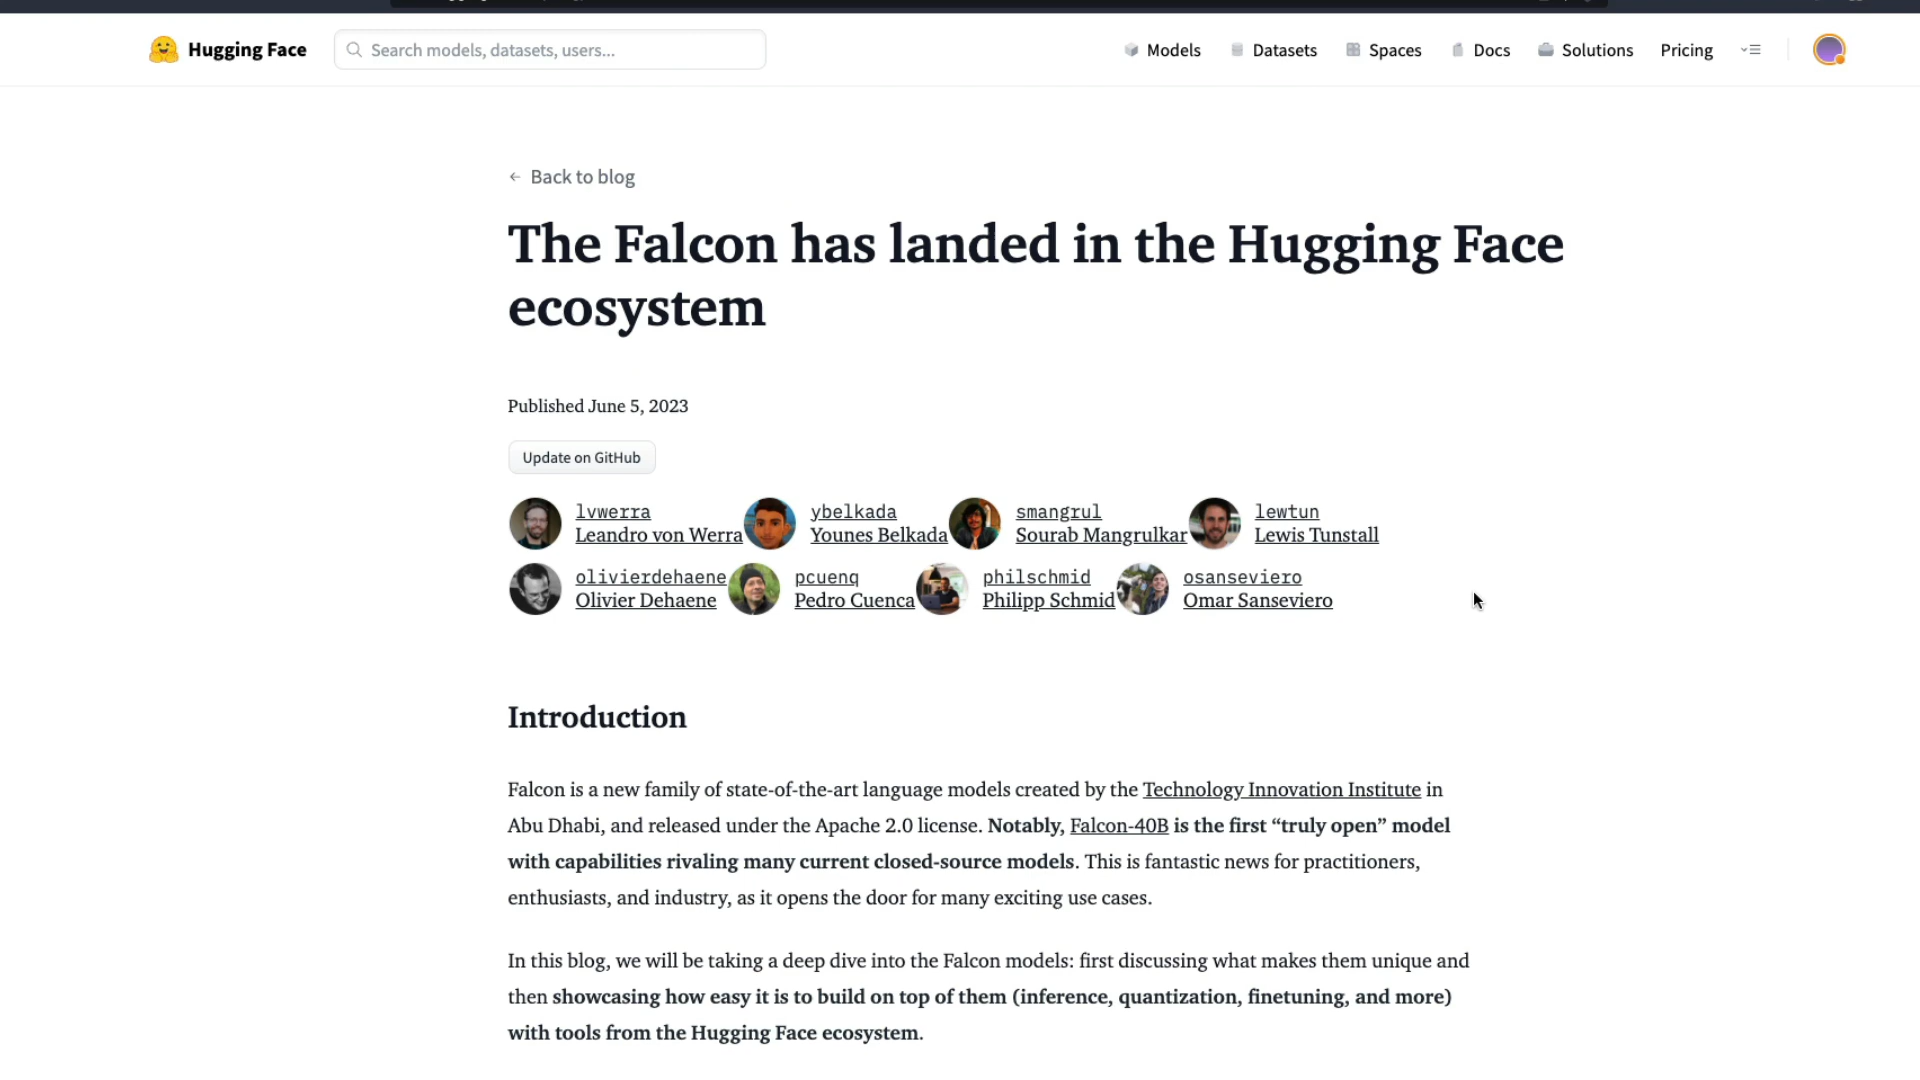 Hugging Face
Search models, datasets, users...
Models
Datasets
Spaces
Docs
Solutions
Pricing
Back to blog
The Falcon has landed in the Hugging Face
ecosystem
Published June 5, 2023
Update on GitHub
lvwerra
Leandro von Werra
ybelkada
Younes Belkada
smangrul
Sourab Mangrulkar
lewtun
Lewis Tunstall
olivierdehaene
Olivier Dehaene
pcuenq
Pedro Cuenca
philschmid
Philipp Schmid
osanseviero
Omar Sanseviero
Introduction
Falcon is a new family of state-of-the-art language models created by the Technology Innovation Institute in
Abu Dhabi, and released under the Apache 2.0 license. Notably, Falcon-40B is the first “truly open” model
with capabilities rivaling many current closed-source models. This is fantastic news for practitioners,
enthusiasts, and industry, as it opens the door for many exciting use cases.
In this blog, we will be taking a deep dive into the Falcon models: first discussing what makes them unique and
then showcasing how easy it is to build on top of them (inference, quantization, finetuning, and more)
with tools from the Hugging Face ecosystem.